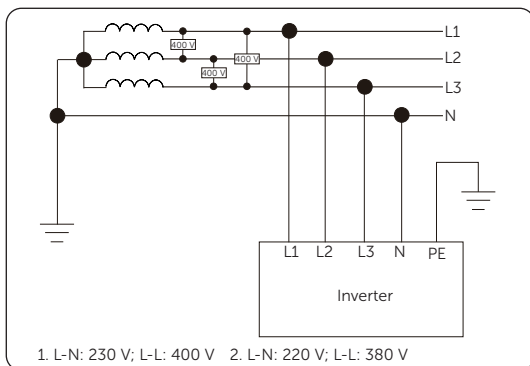 400 V
400 V
400 V
L1
L2
L3
N
L1 L2 L3 N PE
Inverter
1. L-N: 230 V; L-L: 400 V 2. L-N: 220 V; L-L: 380 V